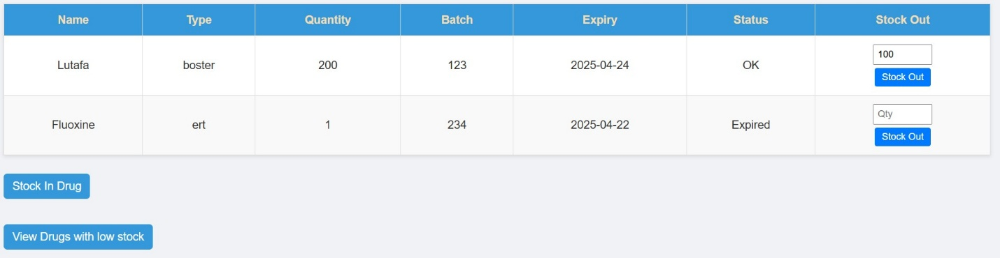 Name Type Quantity Batch Expiry Status Stock Out
Lutafa boster 200 123 2025-04-24 OK 100
Stock Out
Fluoxine ert 1 234 2025-04-22 Expired Qty
Stock Out
Stock In Drug
View Drugs with low stock